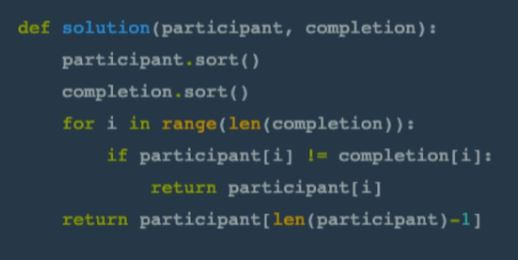 def solution(participant, completion):
    participant.sort()
    completion.sort()
    for i in range(len(completion)):
        if participant[i] != completion[i]:
            return participant[i]
    return participant[len(participant)-1]